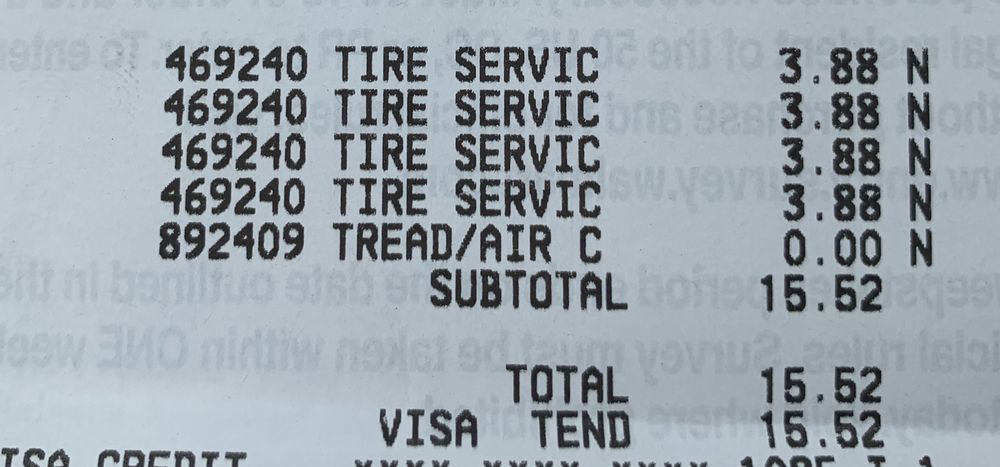 469240 TIRE SERVIC 3.88 N
469240 TIRE SERVIC 3.88 N
469240 TIRE SERVIC 3.88 N
469240 TIRE SERVIC 3.88 N
892409 TREAD/AIR C 0.00 N
SUBTOTAL 15.52
TOTAL 15.52
VISA TEND 15.52